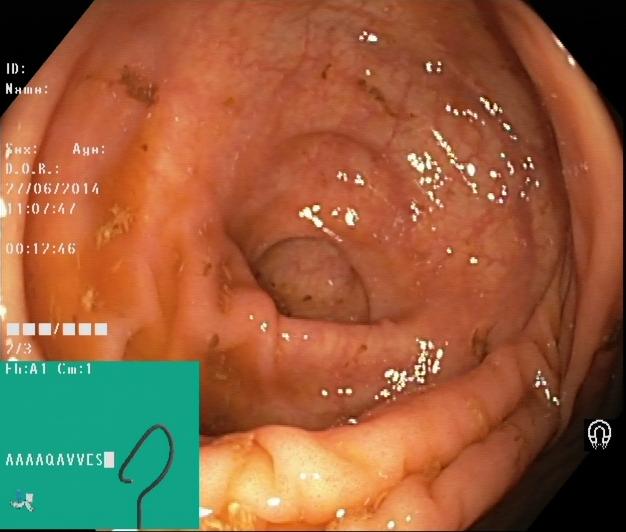 ID:
Name:
Sex: Age:
D.O.B.:
27/06/2014
11:07:47
00:12:46
■■■/■■■
2/3
Eh:A1 Cm:1
AAAAQAVVES